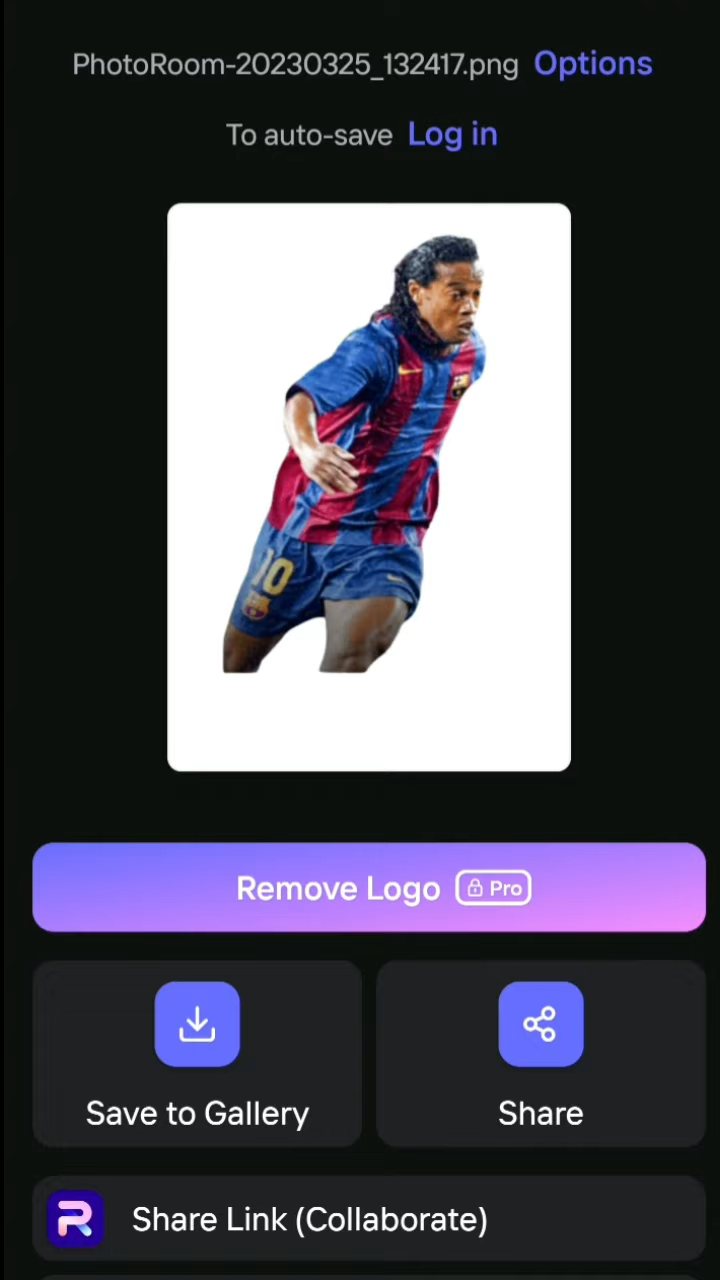 PhotoRoom-20230325_132417.png Options
To auto-save Log in
10
Remove Logo Pro
Save to Gallery
Share
Share Link (Collaborate)